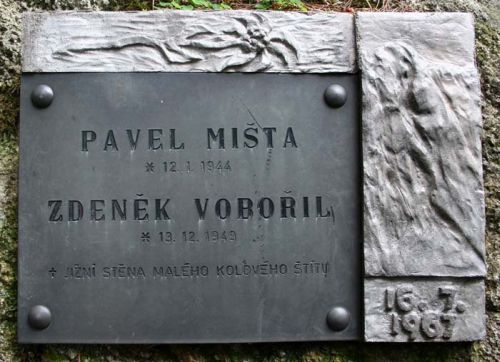 PAVEL MIŠTA
* 12. 1. 1944
ZDENĚK VOBOŘIL
* 13. 12. 1949
† JIŽNÍ STĚNA MALÉHO KOLOVÉHO ŠTÍTU
16. 7.
1967